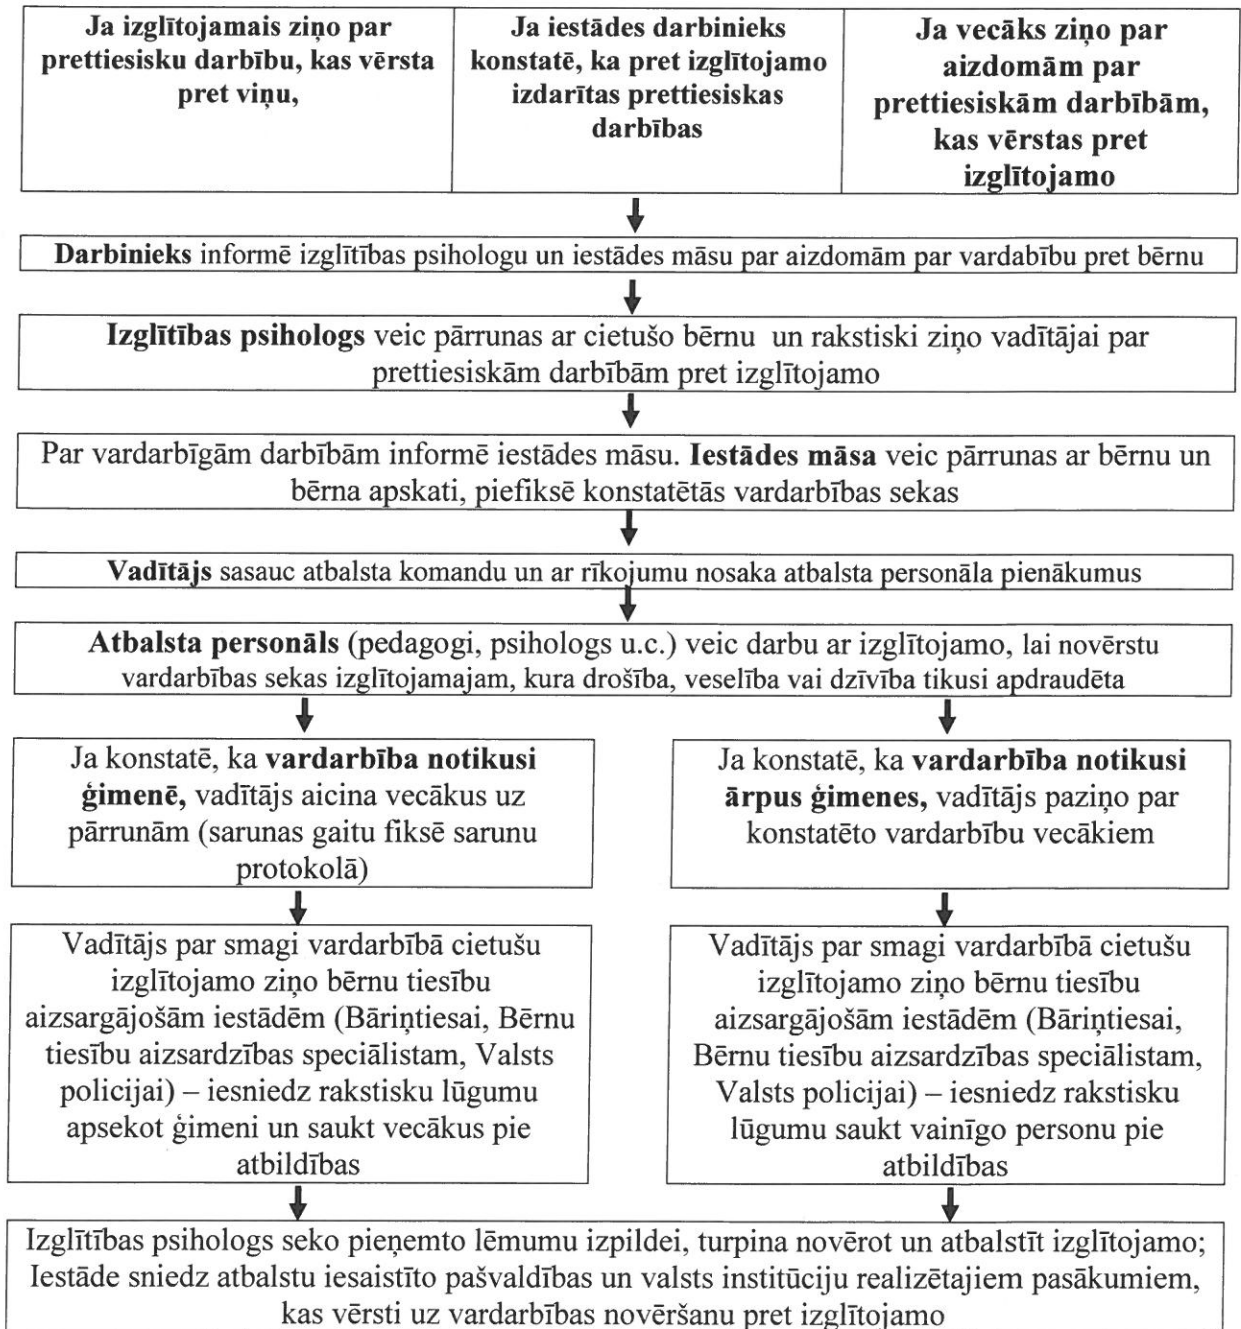 Ja izglītojamais ziņo par
prettiesisku darbību, kas vērsta
pret viņu,
Ja iestādes darbinieks
konstatē, ka pret izglītojamo
izdarītas prettiesiskas
darbības
Ja vecāks ziņo par
aizdomām par
prettiesiskām darbībām,
kas vērstas pret
izglītojamo
Darbinieks informē izglītības psihologu un iestādes māsu par aizdomām par vardabību pret bērnu
Izglītības psihologs veic pārrunas ar cietušo bērnu un rakstiski ziņo vadītājai par
prettiesiskām darbībām pret izglītojamo
Par vardarbīgām darbībām informē iestādes māsu. Iestādes māsa veic pārrunas ar bērnu un
bērna apskati, piefiksē konstatētās vardarbības sekas
Vadītājs sasauc atbalsta komandu un ar rīkojumu nosaka atbalsta personāla pienākumus
Atbalsta personāls (pedagogi, psihologs u.c.) veic darbu ar izglītojamo, lai novērstu
vardarbības sekas izglītojamajam, kura drošība, veselība vai dzīvība tikusi apdraudēta
Ja konstatē, ka vardarbība notikusi
ģimenē, vadītājs aicina vecākus uz
pārrunām (sarunas gaitu fiksē sarunu
protokolā)
Ja konstatē, ka vardarbība notikusi
ārpus ģimenes, vadītājs paziņo par
konstatēto vardarbību vecākiem
Vadītājs par smagi vardarbībā cietušu
izglītojamo ziņo bērnu tiesību
aizsargājošām iestādēm (Bāriņtiesai, Bērnu
tiesību aizsardzības speciālistam, Valsts
policijai) – iesniedz rakstisku lūgumu
apsekot ģimeni un saukt vecākus pie
atbildības
Vadītājs par smagi vardarbībā cietušu
izglītojamo ziņo bērnu tiesību
aizsargājošām iestādēm (Bāriņtiesai,
Bērnu tiesību aizsardzības speciālistam,
Valsts policijai) – iesniedz rakstisku
lūgumu saukt vainīgo personu pie
atbildības
Izglītības psihologs seko pieņemto lēmumu izpildei, turpina novērot un atbalstīt izglītojamo;
Iestāde sniedz atbalstu iesaistīto pašvaldības un valsts institūciju realizētajiem pasākumiem,
kas vērsti uz vardarbības novēršanu pret izglītojamo